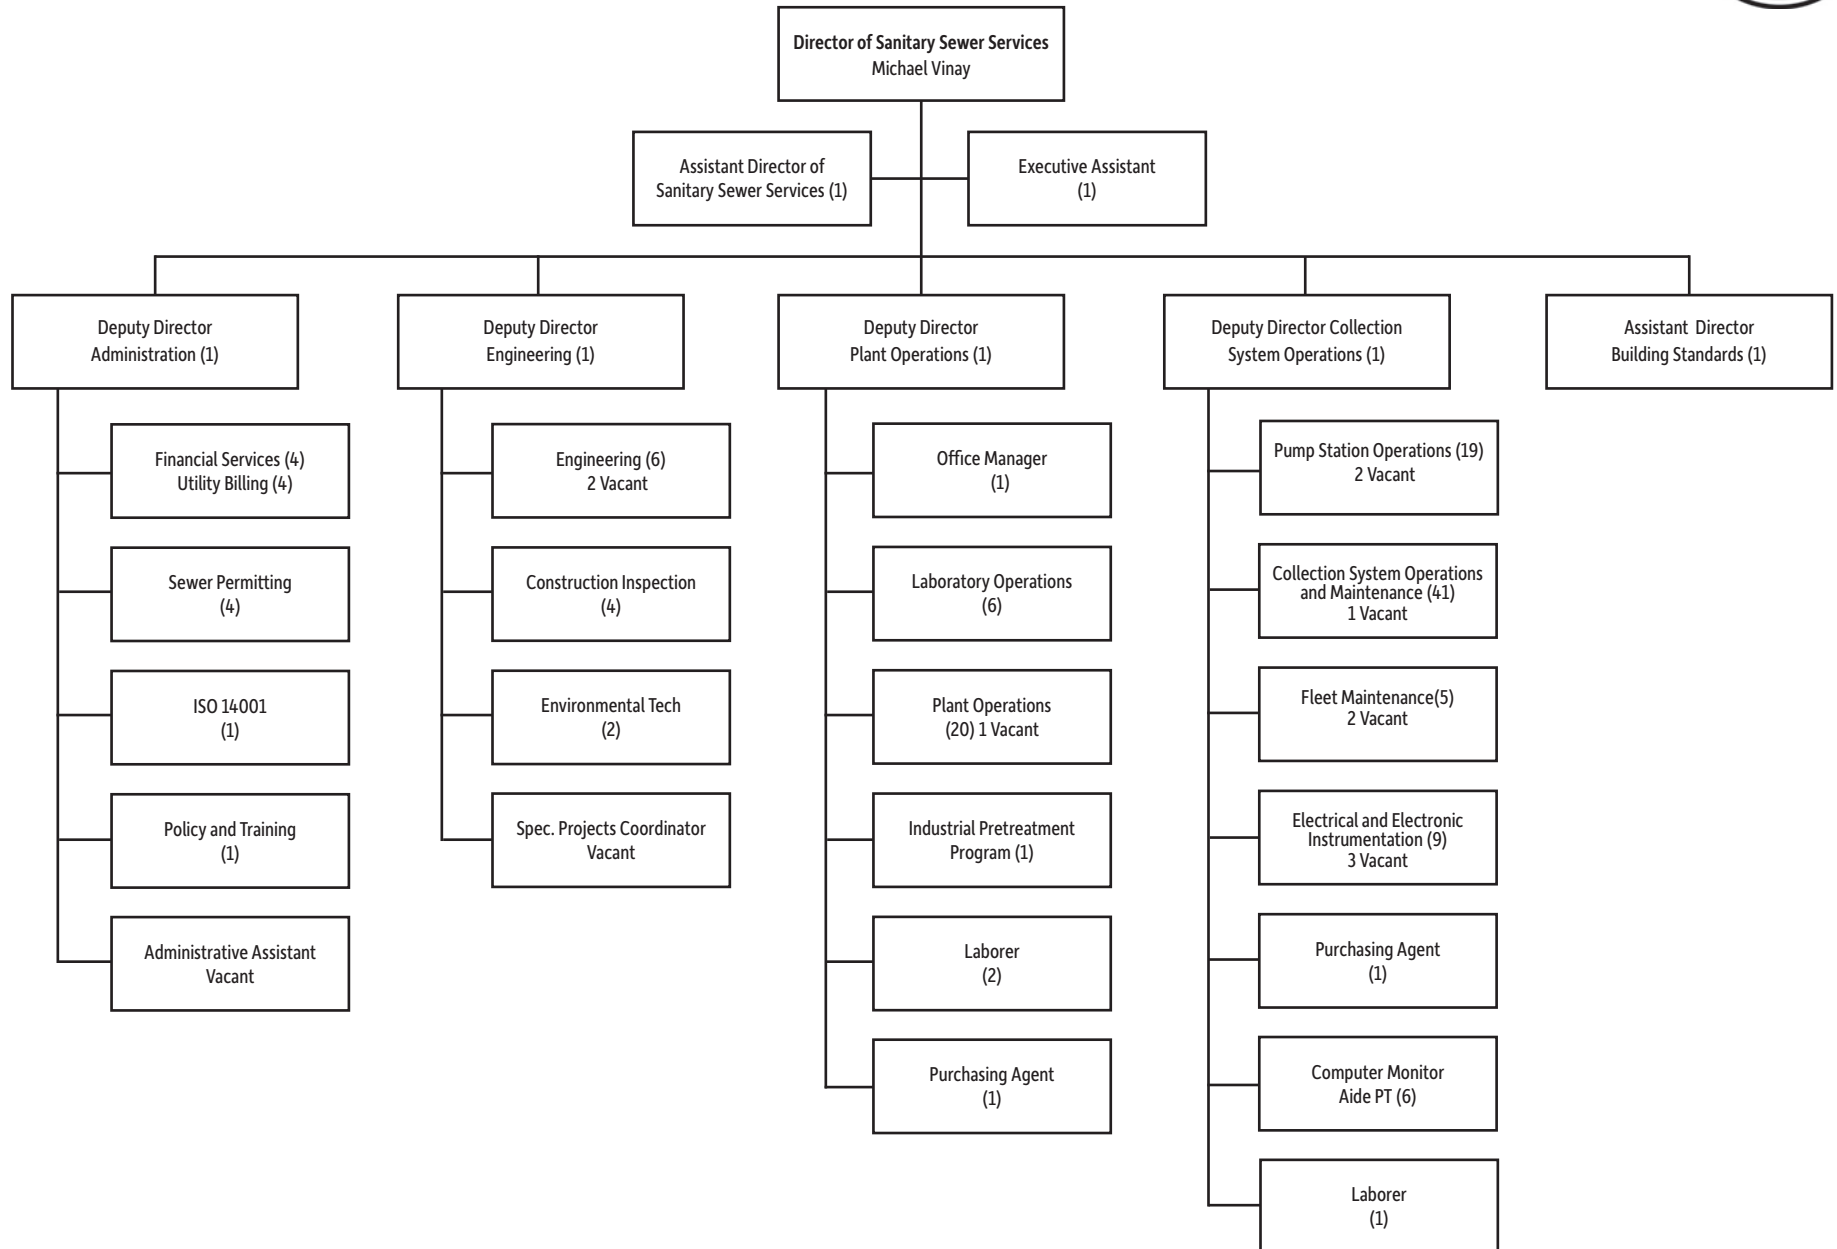 Director of Sanitary Sewer Services
Michael Vinay
Assistant Director of
Sanitary Sewer Services (1)
Executive Assistant
(1)
Deputy Director
Administration (1)
Deputy Director
Engineering (1)
Deputy Director
Plant Operations (1)
Deputy Director Collection
System Operations (1)
Assistant Director
Building Standards (1)
Financial Services (4)
Utility Billing (4)
Sewer Permitting
(4)
ISO 14001
(1)
Policy and Training
(1)
Administrative Assistant
Vacant
Engineering (6)
2 Vacant
Construction Inspection
(4)
Environmental Tech
(2)
Spec. Projects Coordinator
Vacant
Office Manager
(1)
Laboratory Operations
(6)
Plant Operations
(20) 1 Vacant
Industrial Pretreatment
Program (1)
Laborer
(2)
Purchasing Agent
(1)
Pump Station Operations (19)
2 Vacant
Collection System Operations
and Maintenance (41)
1 Vacant
Fleet Maintenance(5)
2 Vacant
Electrical and Electronic
Instrumentation (9)
3 Vacant
Purchasing Agent
(1)
Computer Monitor
Aide PT (6)
Laborer
(1)